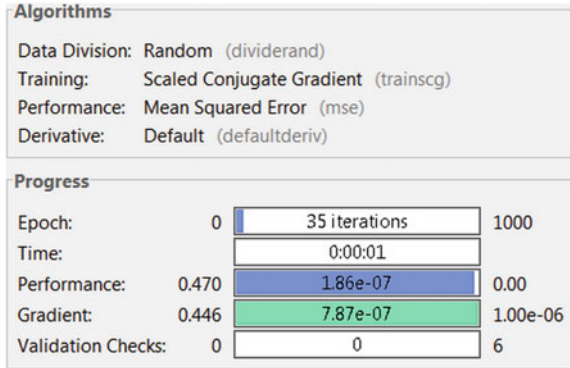 Algorithms
Data Division: Random (dividerand)
Training: Scaled Conjugate Gradient (trainscg)
Performance: Mean Squared Error (mse)
Derivative: Default (defaultderiv)
Progress
Epoch: 0 35 iterations 1000
Time: 0:00:01
Performance: 0.470 1.86e-07 0.00
Gradient: 0.446 7.87e-07 1.00e-06
Validation Checks: 0 0 6